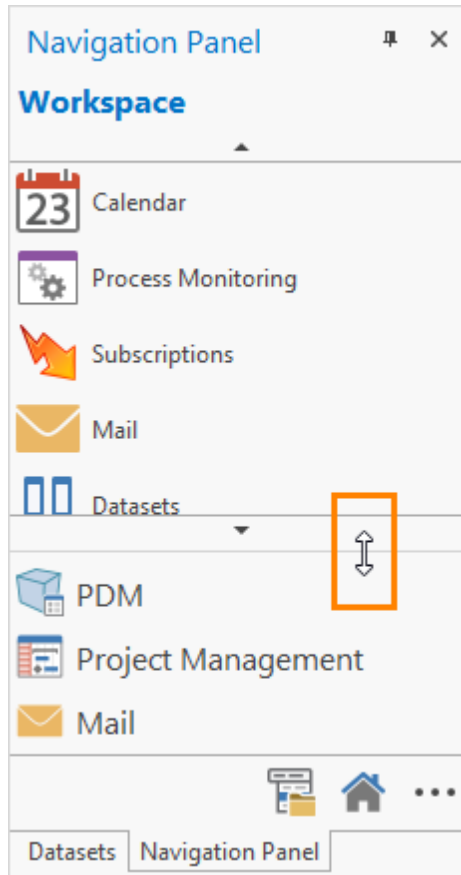 Navigation Panel
Workspace
23 Calendar
Process Monitoring
Subscriptions
Mail
Datasets
PDM
Project Management
Mail
Datasets Navigation Panel